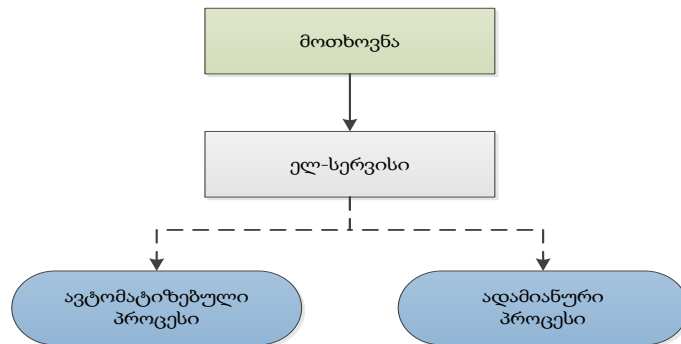 მოთხოვნა
ელ-სერვისი
ავტომატიზებული
პროცესი
ადამიანური
პროცესი